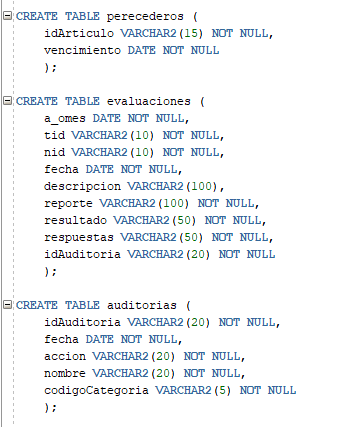 CREATE TABLE perecederos (
idArticulo VARCHAR2(15) NOT NULL,
vencimiento DATE NOT NULL
);
CREATE TABLE evaluaciones (
a_omes DATE NOT NULL,
tid VARCHAR2(10) NOT NULL,
nid VARCHAR2(10) NOT NULL,
fecha DATE NOT NULL,
descripcion VARCHAR2(100),
reporte VARCHAR2(100) NOT NULL,
resultado VARCHAR2(50) NOT NULL,
respuestas VARCHAR2(50) NOT NULL,
idAuditoria VARCHAR2(20) NOT NULL
);
CREATE TABLE auditorias (
idAuditoria VARCHAR2(20) NOT NULL,
fecha DATE NOT NULL,
accion VARCHAR2(20) NOT NULL,
nombre VARCHAR2(20) NOT NULL,
codigoCategoria VARCHAR2(5) NOT NULL
);